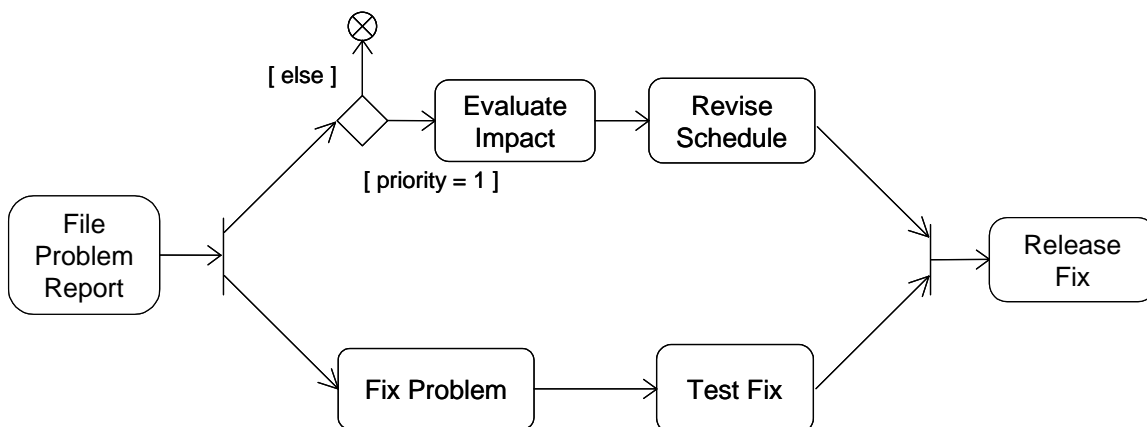 [ else ]
Evaluate
Impact
Revise
Schedule
[ priority = 1 ]
File
Problem
Report
Release
Fix
Fix Problem
Test Fix